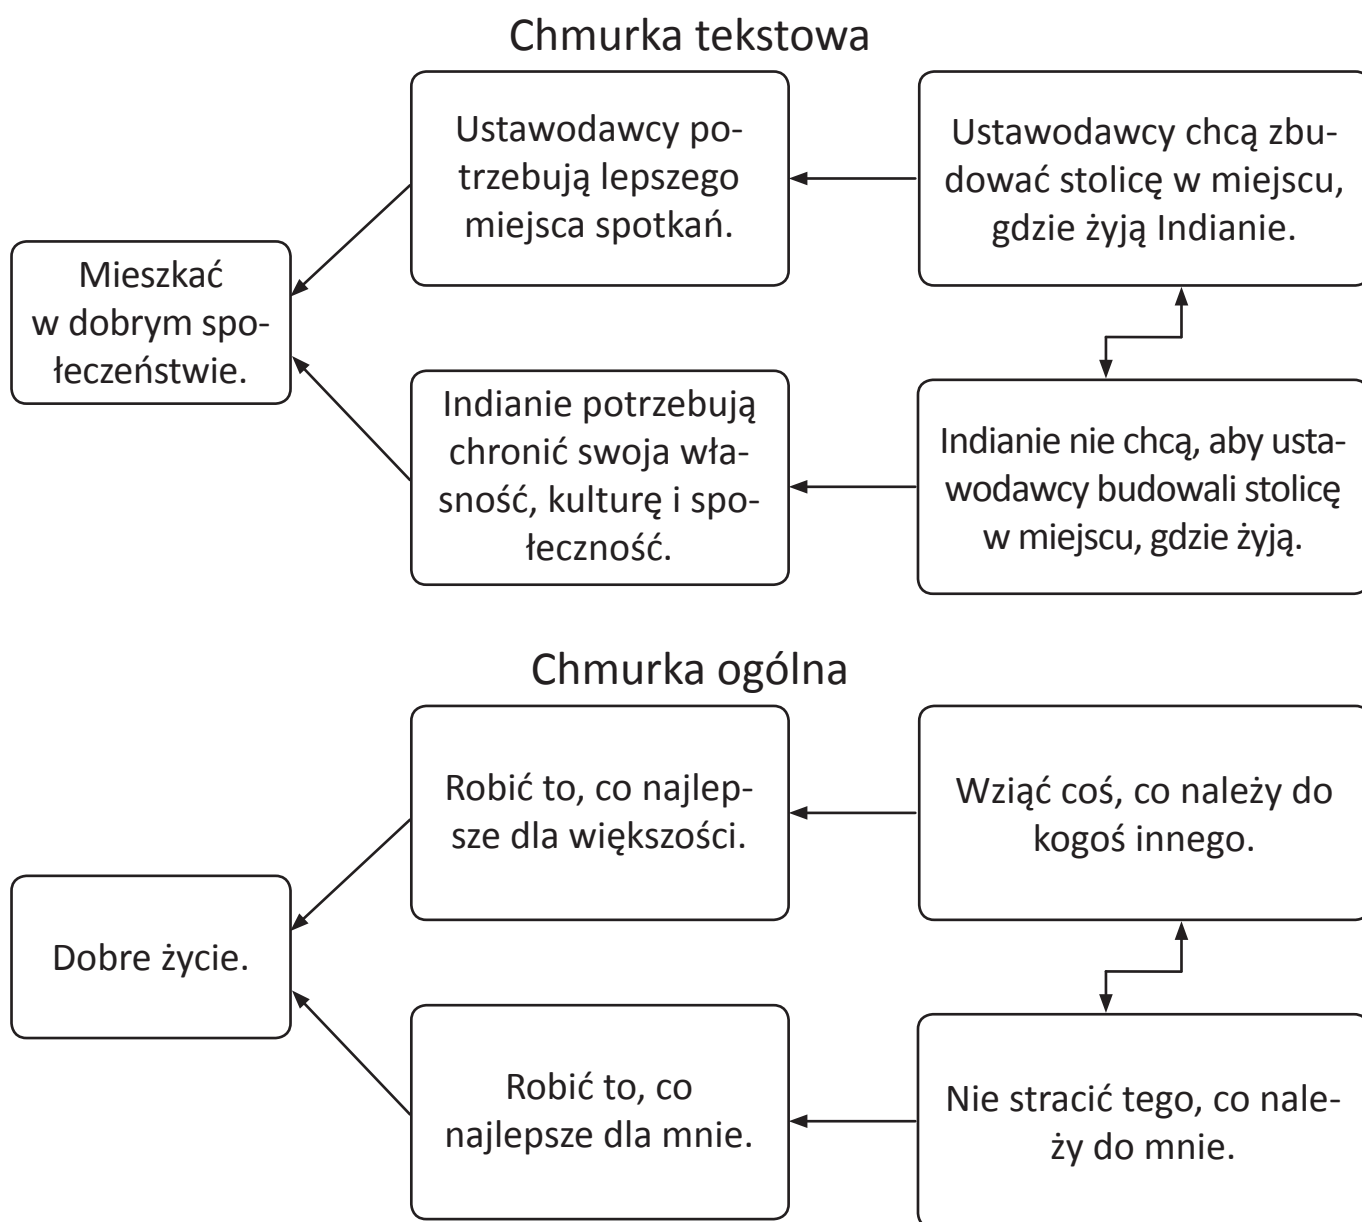 Chmurka tekstowa
Ustawodawcy po-
trzebują lepszego
miejsca spotkań.
Ustawodawcy chcą zbu-
dować stolicę w miejscu,
gdzie żyją Indianie.
Mieszkać
w dobrym spo-
łeczeństwie.
Indianie potrzebują
chronić swoja wła-
sność, kulturę i spo-
łeczność.
Indianie nie chcą, aby usta-
wodawcy budowali stolicę
w miejscu, gdzie żyją.
Chmurka ogólna
Robić to, co najlep-
sze dla większości.
Wziąć coś, co należy do
kogoś innego.
Dobre życie.
Robić to, co
najlepsze dla mnie.
Nie stracić tego, co nale-
ży do mnie.